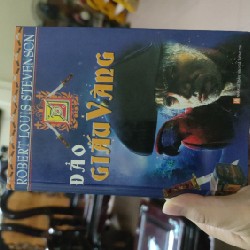 ROBERT LOUIS STEVENSON
ĐẢO
GIẤU VÀNG